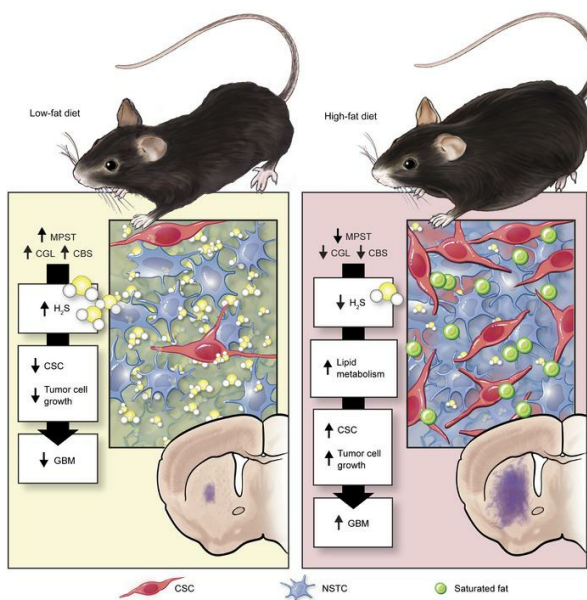 Low-fat diet
↑ MPST
↑ CGL ↑ CBS
↑ H₂S
↓ CSC
↓ Tumor cell
growth
↓ GBM
High-fat diet
↓ MPST
↓ CGL ↓ CBS
↓ H₂S
↑ Lipid
metabolism
↑ CSC
↑ Tumor cell
growth
↑ GBM
CSC NSTC Saturated fat